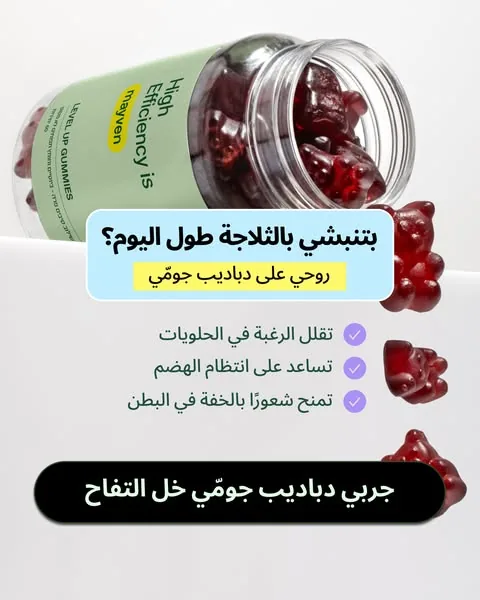 High
Efficiency is
mayven
LEVEL UP GUMMIES
بتنبشي بالثلاجة طول اليوم؟
روحي على دباديب جومّي
تقلل الرغبة في الحلويات
تساعد على انتظام الهضم
تمنح شعورًا بالخفة في البطن
جربي دباديب جومّي خل التفاح